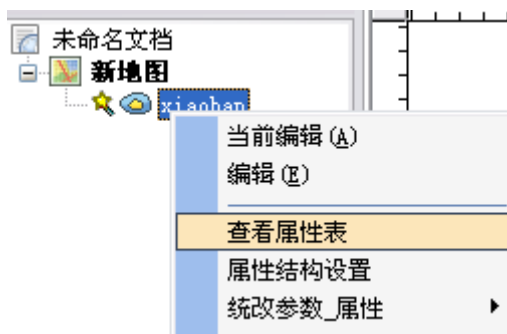 未命名文档
新地图
xiaohan
当前编辑(A)
编辑(E)
查看属性表
属性结构设置
统改参数_属性